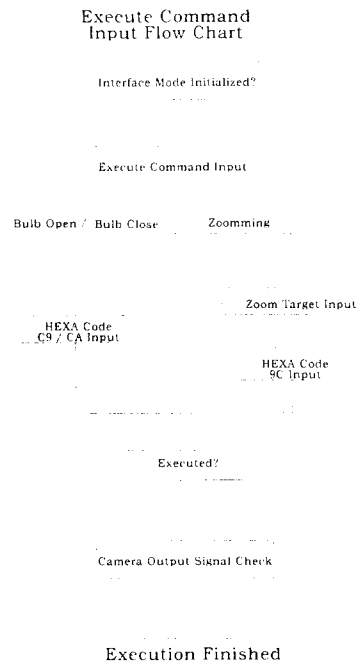 Execute Command
Input Flow Chart
Interface Mode Initialized?
Execute Command Input
Bulb Open / Bulb Close Zoomming
Zoom Target Input
HEXA Code
C9 / CA Input
HEXA Code
9C Input
Executed?
Camera Output Signal Check
Execution Finished